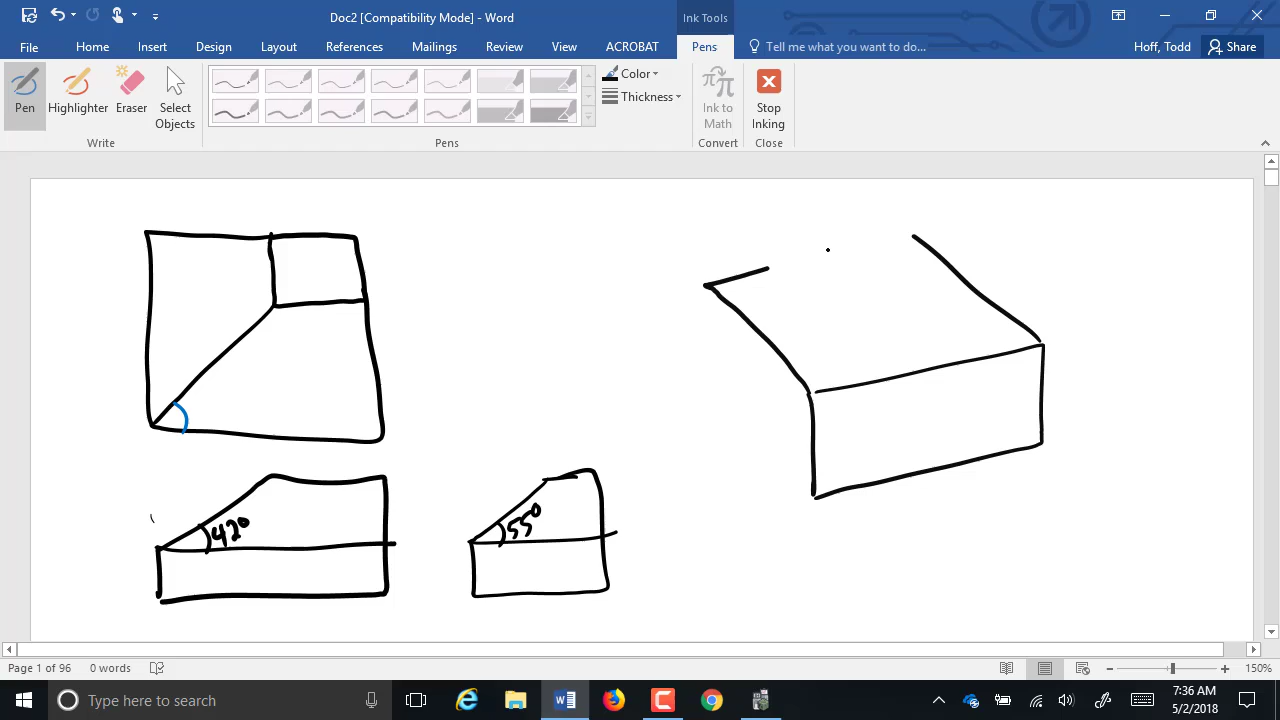 Doc2 [Compatibility Mode] - Word
Ink Tools
File
Home
Insert
Design
Layout
References
Mailings
Review
View
ACROBAT
Pens
Tell me what you want to do...
Hoff, Todd
Share
Pen
Highlighter
Eraser
Select Objects
Color
Thickness
Ink to Math
Stop Inking
Write
Pens
Convert
Close
42°
55°
Page 1 of 96
0 words
150%
Type here to search
7:36 AM
5/2/2018